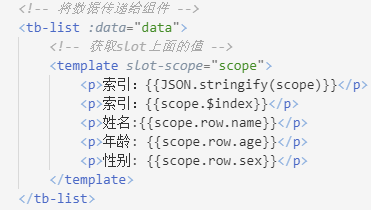 <!-- 将数据传递给组件 -->
<tb-list :data="data">
<!-- 获取slot上面的值 -->
<template slot-scope="scope">
<p>索引：{{JSON.stringify(scope)}}</p>
<p>索引：{{scope.$index}}</p>
<p>姓名:{{scope.row.name}}</p>
<p>年龄：{{scope.row.age}}</p>
<p>性别：{{scope.row.sex}}</p>
</template>
</tb-list>